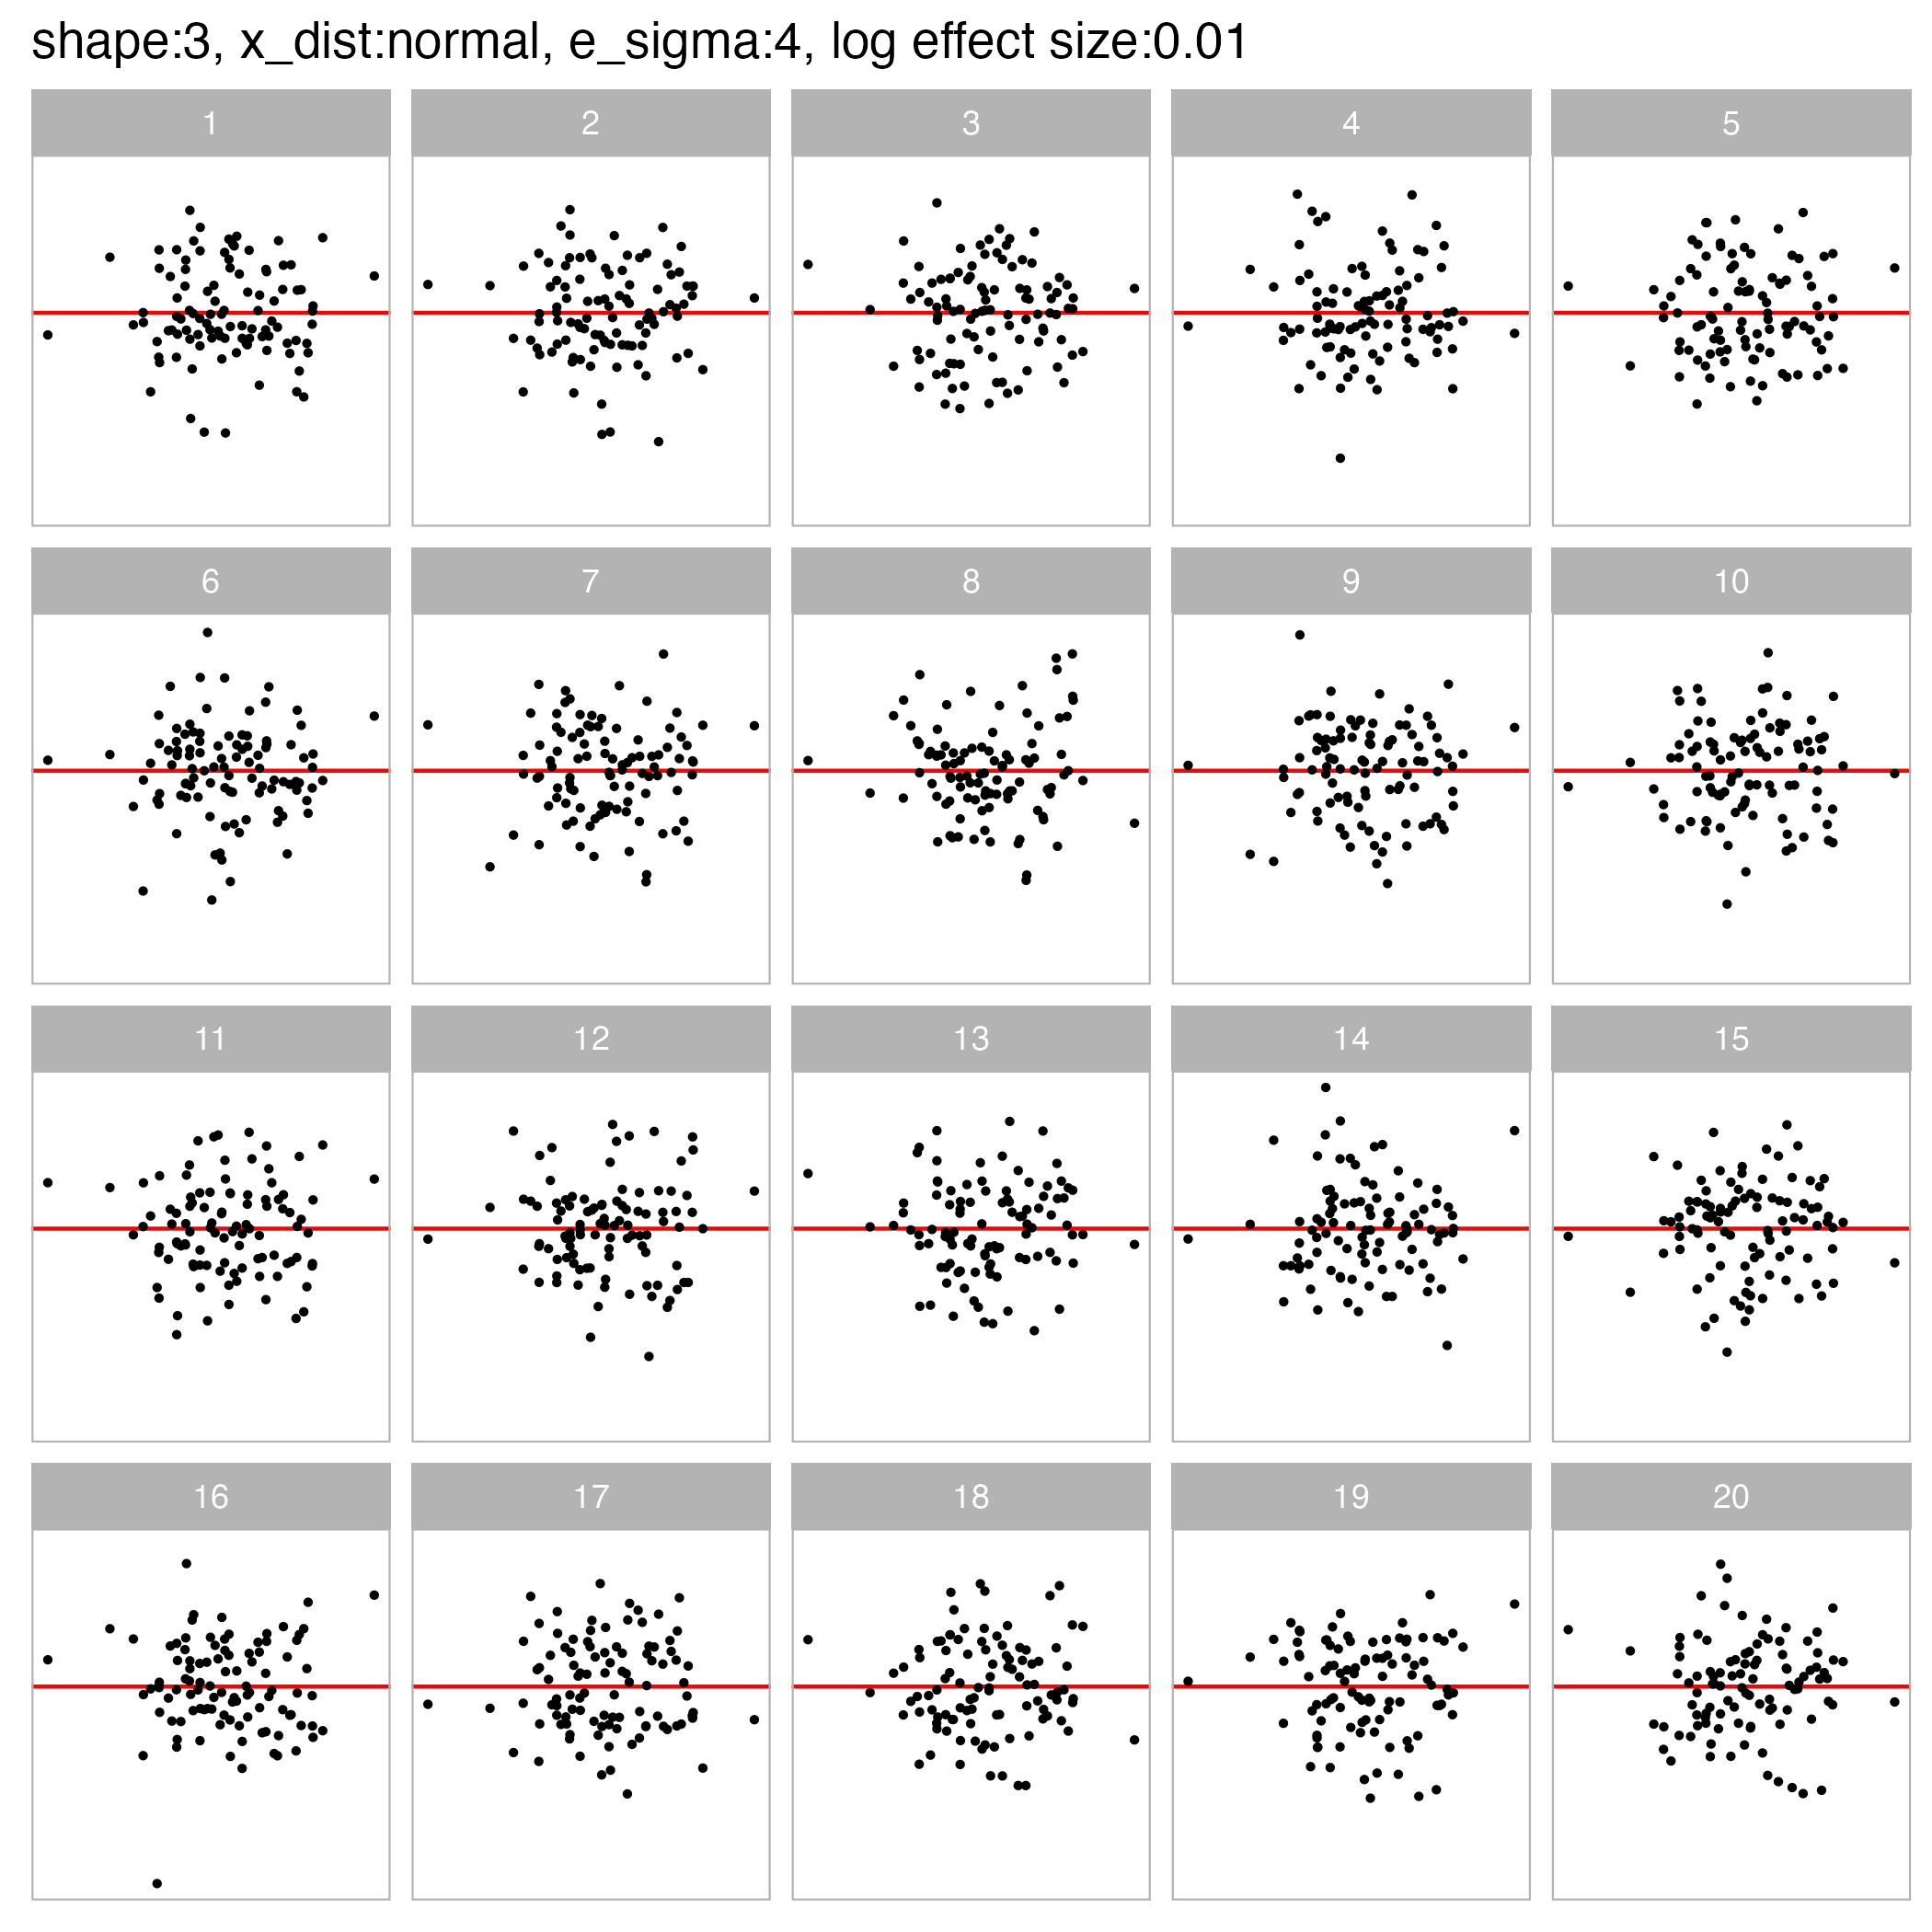 shape:3, x_dist:normal, e_sigma:4, log effect size:0.01
1 2 3 4 5
6 7 8 9 10
11 12 13 14 15
16 17 18 19 20